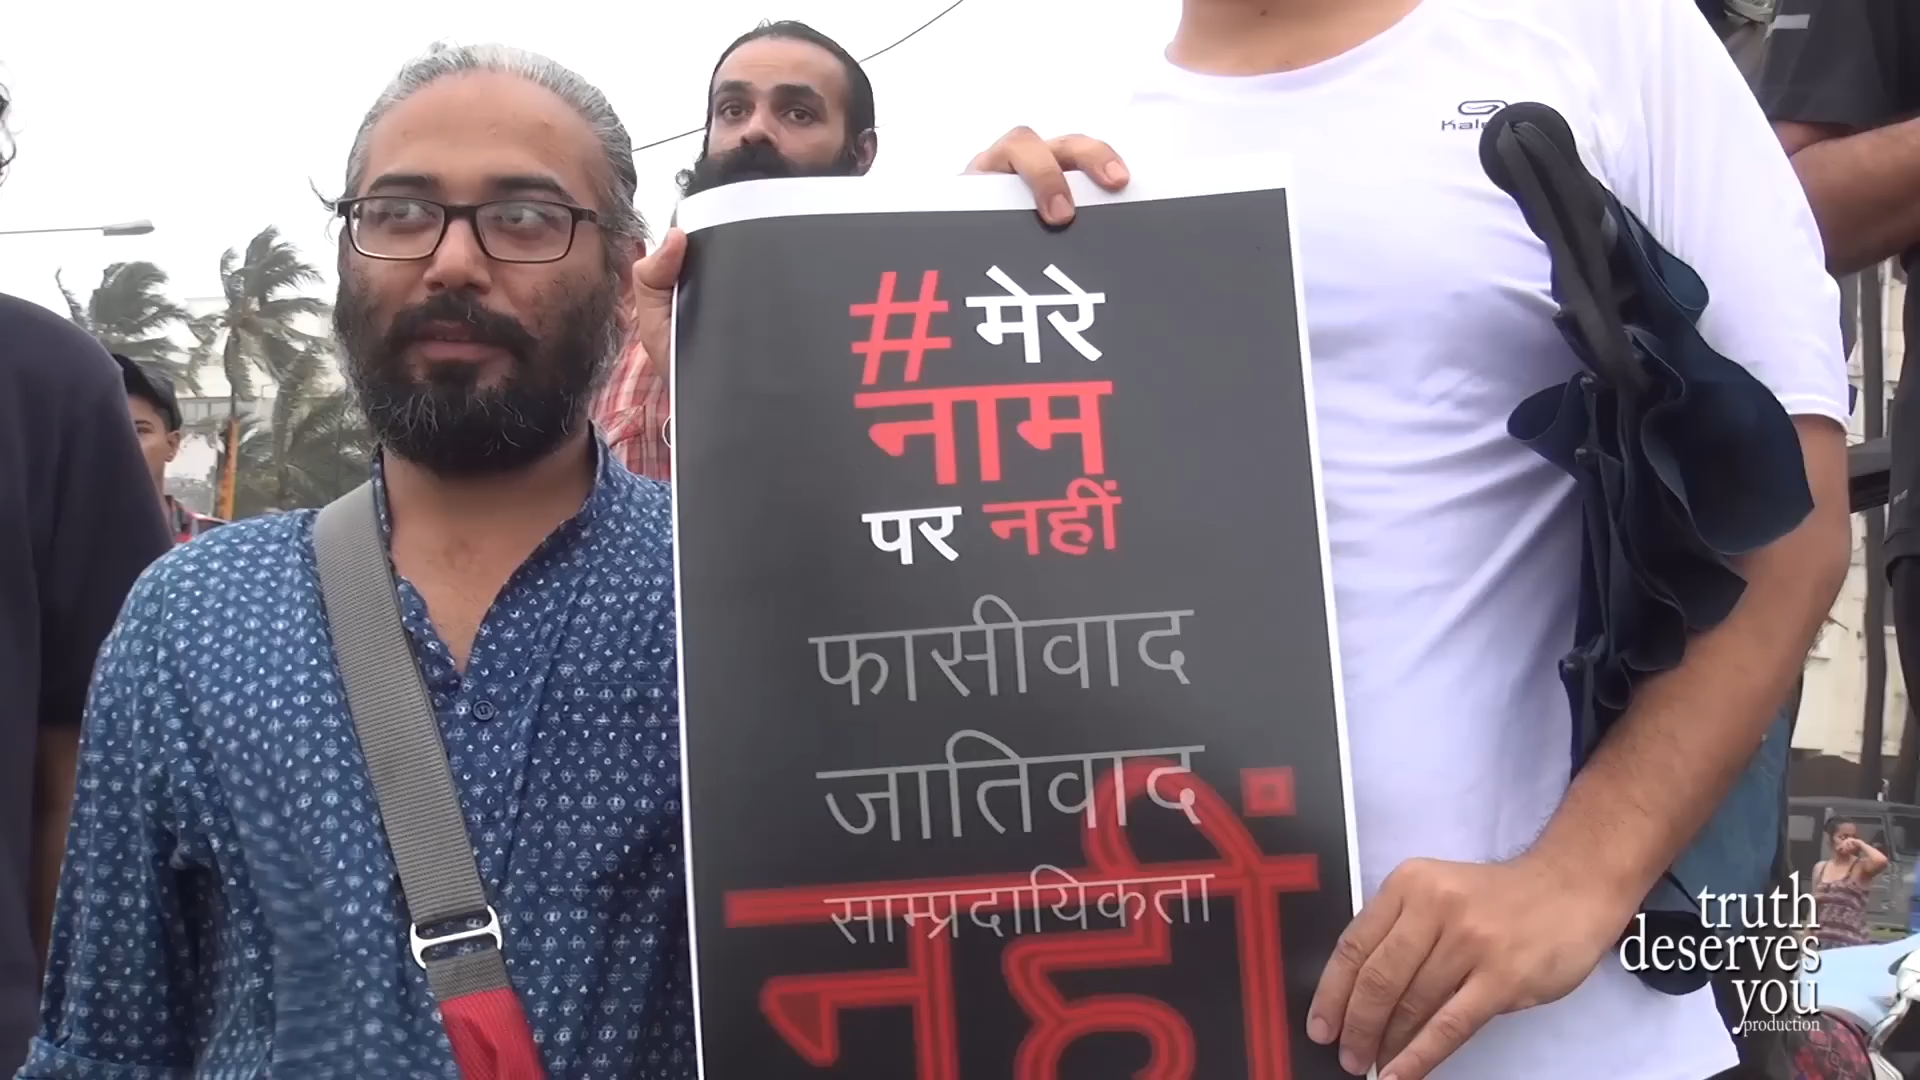 #मेरे
नाम
पर नहीं
फासीवाद
जातिवाद
साम्प्रदायिकता
नहीं
truth
deserves
you
production